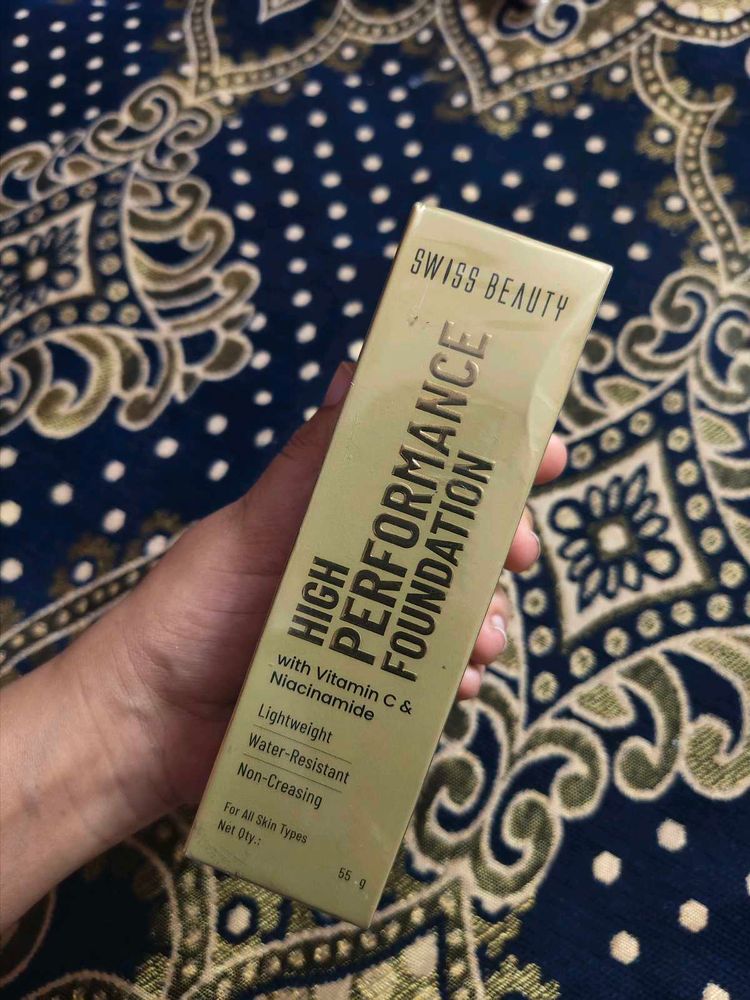 SWISS BEAUTY
HIGH
PERFORMANCE
FOUNDATION
with Vitamin C &
Niacinamide
Lightweight
Water-Resistant
Non-Creasing
For All Skin Types
Net Qty.:
55 g